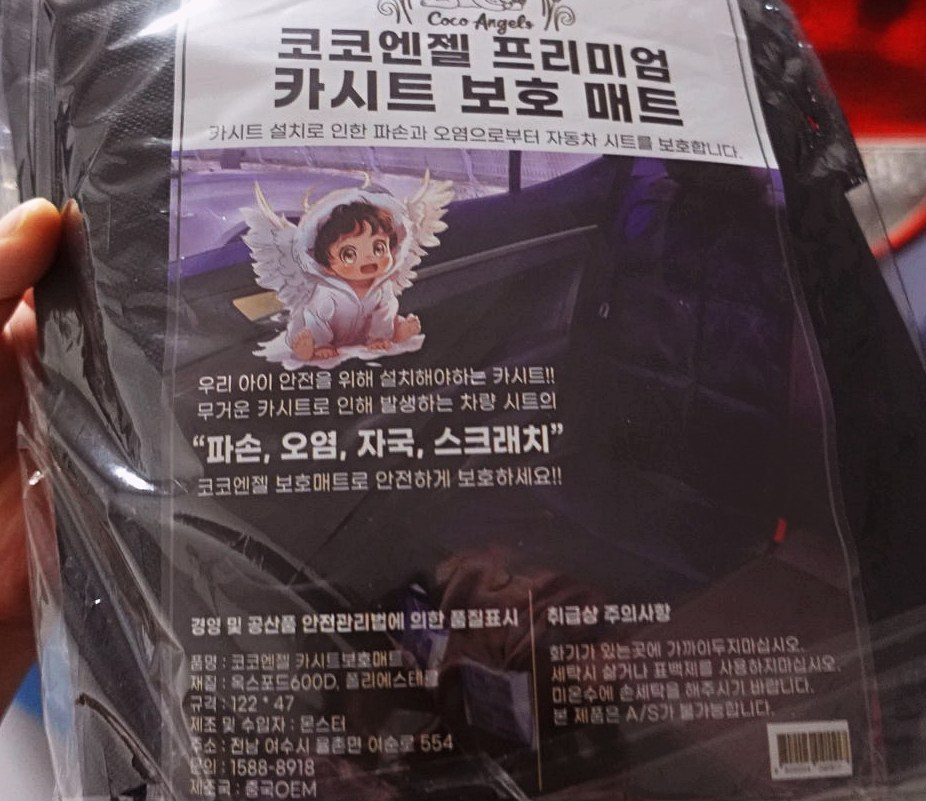 Coco Angels
코코엔젤 프리미엄
카시트 보호 매트
카시트 설치로 인한 파손과 오염으로부터 자동차 시트를 보호합니다.
우리 아이 안전을 위해 설치해야하는 카시트!!
무거운 카시트로 인해 발생하는 차량 시트의
“파손, 오염, 자국, 스크래치”
코코엔젤 보호매트로 안전하게 보호하세요!!
경영 및 공산품 안전관리법에 의한 품질표시
품명 : 코코엔젤 카시트보호매트
재질 : 옥스포드600D, 폴리에스테르
규격 : 122 * 47
제조 및 수입자 : 몬스터
주소 : 전남 여수시 율촌면 여순로 554
문의 : 1588-8918
제조국 : 중국OEM
취급상 주의사항
화기가 있는곳에 가까이두지마십시오.
세탁시 삶거나 표백제를 사용하지마십시오.
미온수에 손세탁을 해주시기 바랍니다.
본 제품은 A/S가 불가능합니다.